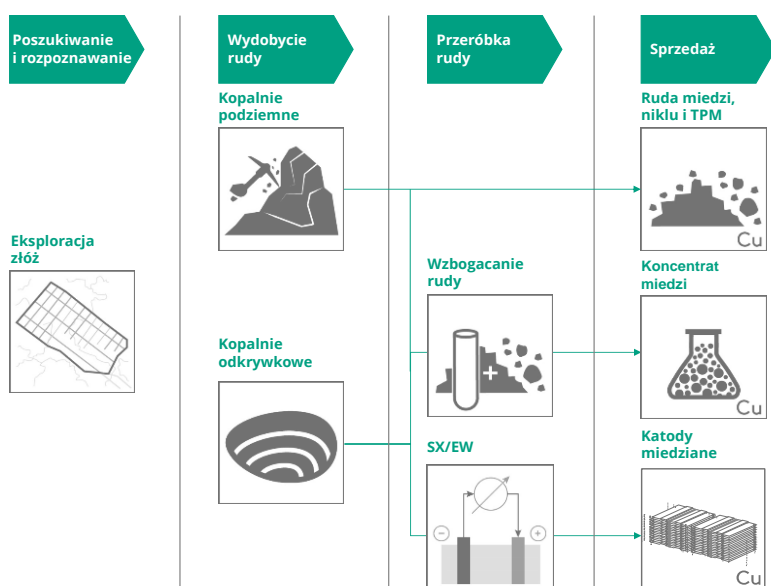 Poszukiwanie
i rozpoznawanie
Wydobycie
rudy
Przeróbka
rudy
Sprzedaż
Kopalnie
podziemne
Ruda miedzi,
niklu i TPM
Cu
Eksploracja
złóż
Wzbogacanie
rudy
+
Koncentrat
miedzi
Cu
Kopalnie
odkrywkowe
SX/EW
− +
Katody
miedziane
Cu